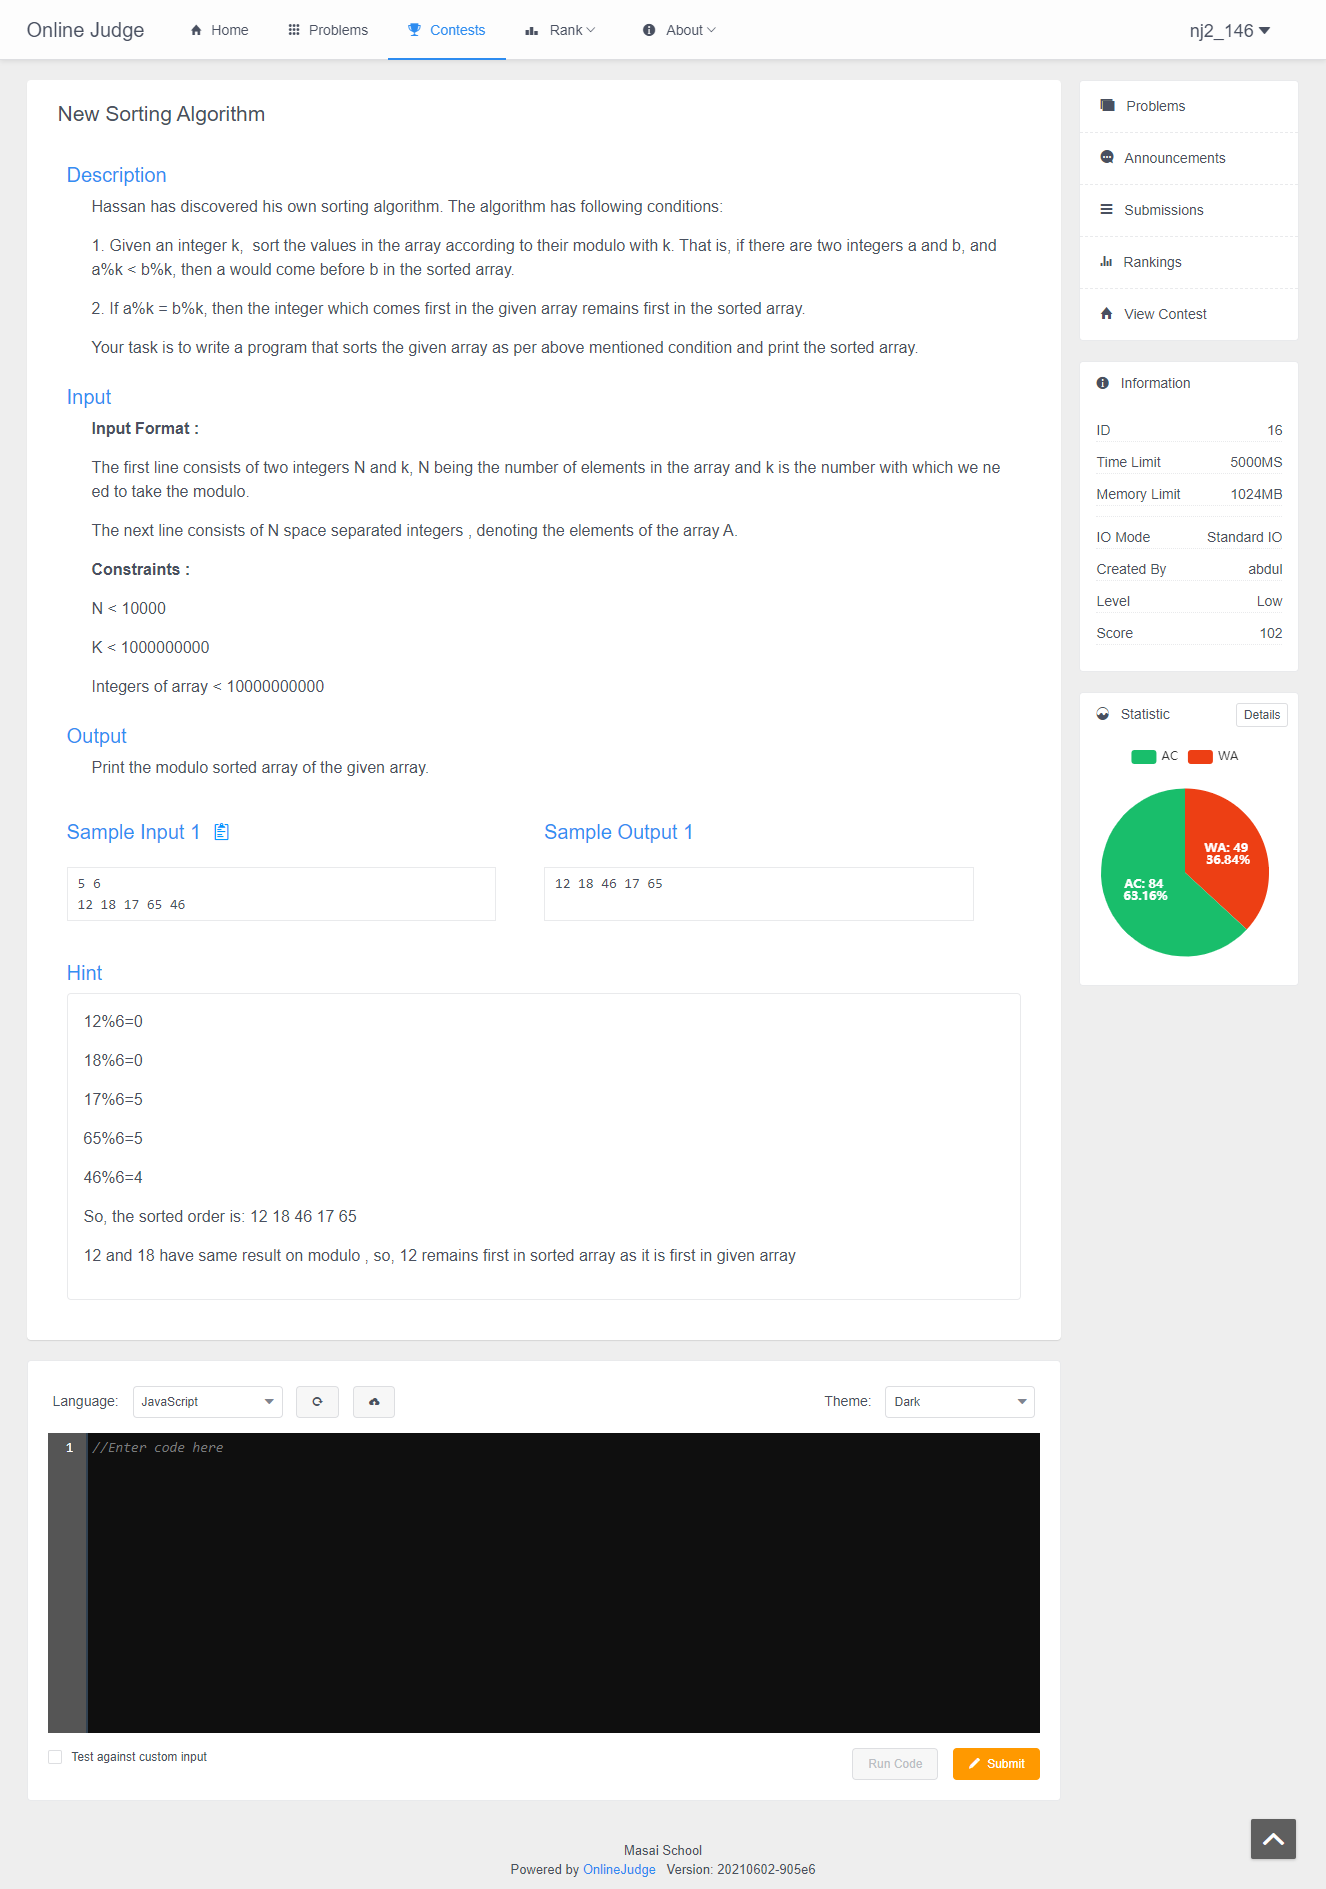 Online Judge
Home
Problems
Contests
Rank
About
nj2_146
New Sorting Algorithm
Description
Hassan has discovered his own sorting algorithm. The algorithm has following conditions:
1. Given an integer k,  sort the values in the array according to their modulo with k. That is, if there are two integers a and b, and
a%k < b%k, then a would come before b in the sorted array.
2. If a%k = b%k, then the integer which comes first in the given array remains first in the sorted array.
Your task is to write a program that sorts the given array as per above mentioned condition and print the sorted array.
Input
Input Format :
The first line consists of two integers N and k, N being the number of elements in the array and k is the number with which we ne
ed to take the modulo.
The next line consists of N space separated integers , denoting the elements of the array A.
Constraints :
N < 10000
K < 1000000000
Integers of array < 10000000000
Output
Print the modulo sorted array of the given array.
Sample Input 1
5 6
12 18 17 65 46
Sample Output 1
12 18 46 17 65
Hint
12%6=0
18%6=0
17%6=5
65%6=5
46%6=4
So, the sorted order is: 12 18 46 17 65
12 and 18 have same result on modulo , so, 12 remains first in sorted array as it is first in given array
Language:
JavaScript
Theme:
Dark
1 //Enter code here
Test against custom input
Run Code
Submit
Problems
Announcements
Submissions
Rankings
View Contest
Information
ID 16
Time Limit 5000MS
Memory Limit 1024MB
IO Mode Standard IO
Created By abdul
Level Low
Score 102
Statistic
Details
AC WA
WA: 49
36.84%
AC: 84
63.16%
Masai School
Powered by OnlineJudge Version: 20210602-905e6